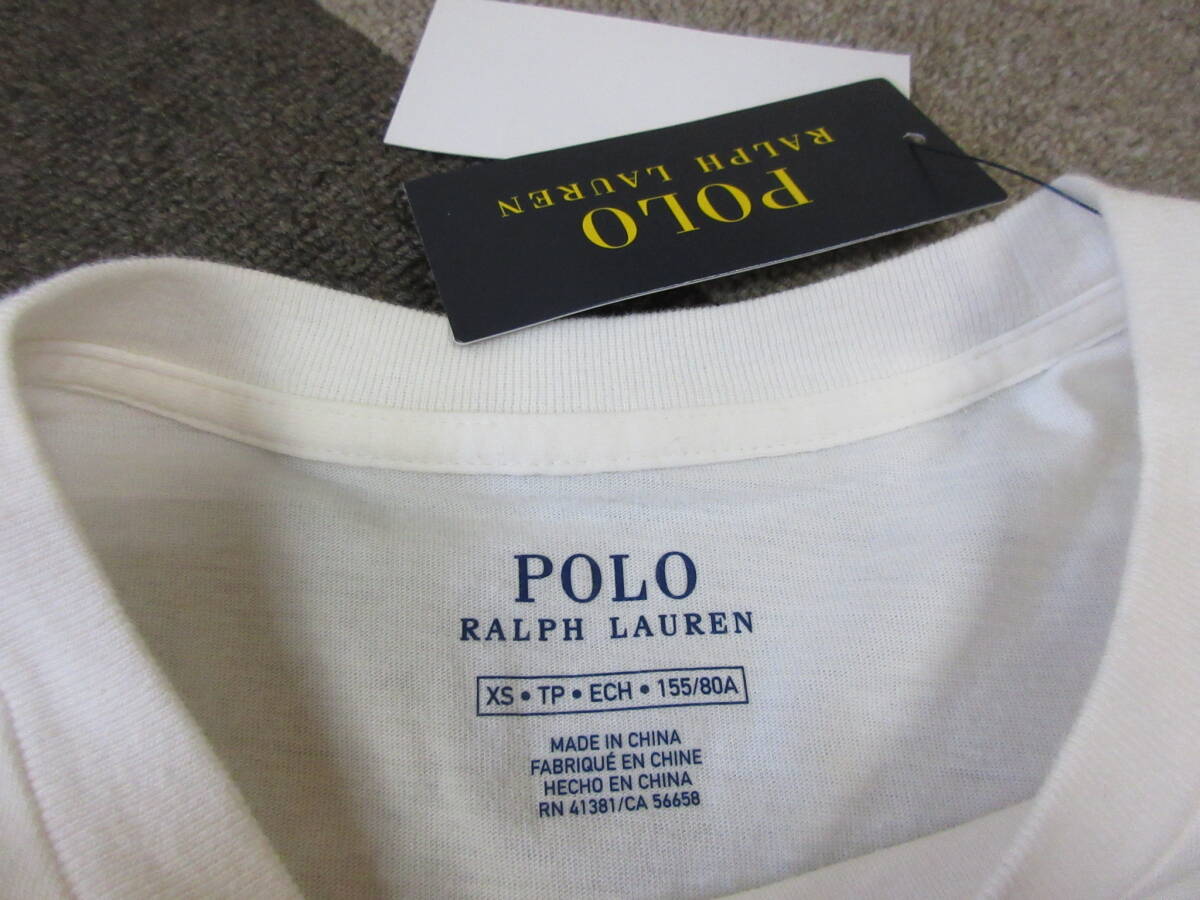 POLO
RALPH LAUREN
POLO
RALPH LAUREN
XS • TP • ECH • 155/80A
MADE IN CHINA
FABRIQUÉ EN CHINE
HECHO EN CHINA
RN 41381/CA 56658